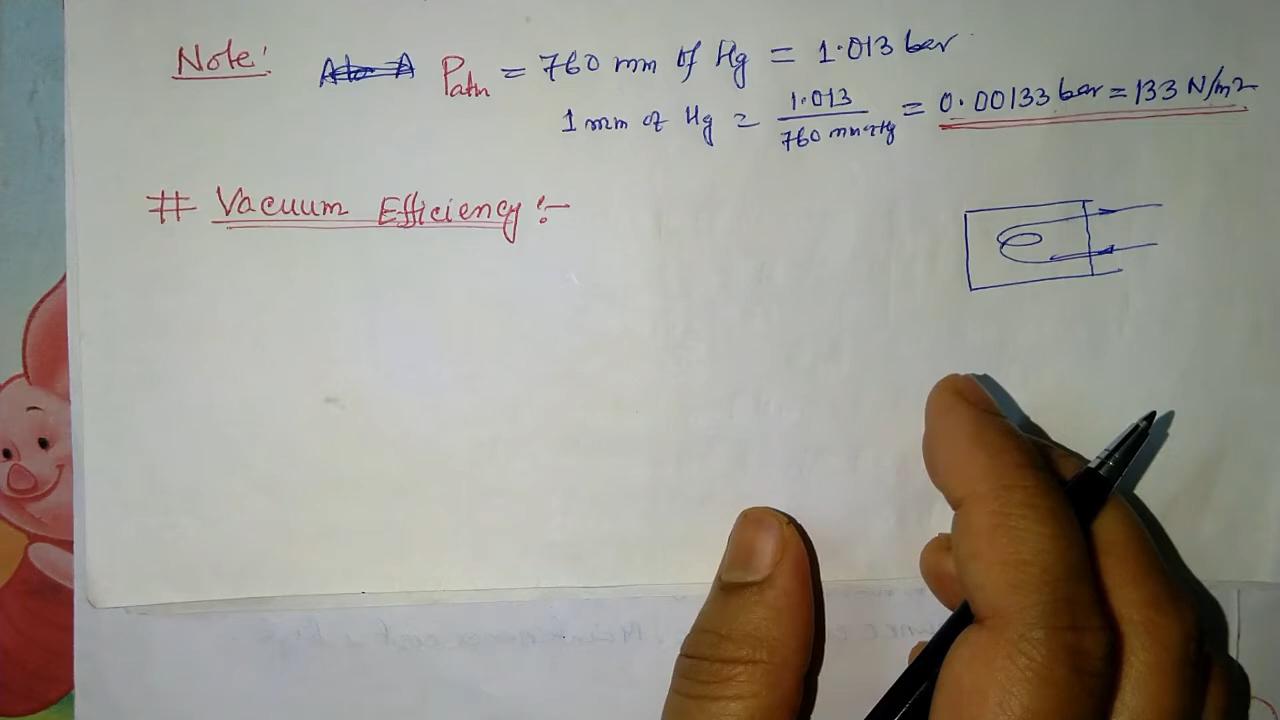 Note: Patm = 760 mm of Hg = 1.013 bar
1 mm of Hg = 1.013 / 760 mm of Hg = 0.00133 bar = 133 N/m2
# Vacuum Efficiency :-